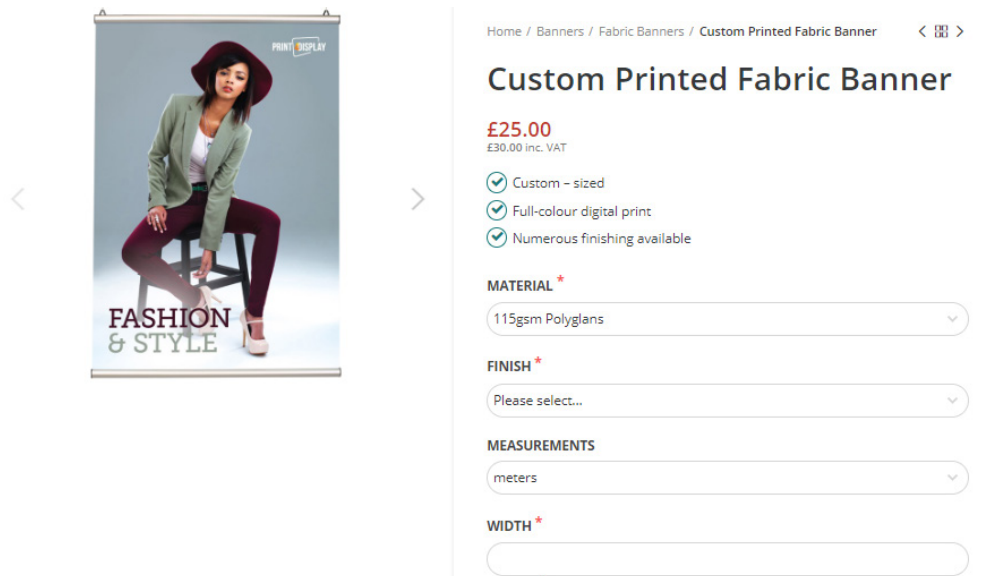 PRINT DISPLAY
FASHION
& STYLE
Home / Banners / Fabric Banners / Custom Printed Fabric Banner
Custom Printed Fabric Banner
£25.00
£30.00 inc. VAT
Custom – sized
Full-colour digital print
Numerous finishing available
MATERIAL *
115gsm Polyglans
FINISH *
Please select...
MEASUREMENTS
meters
WIDTH *